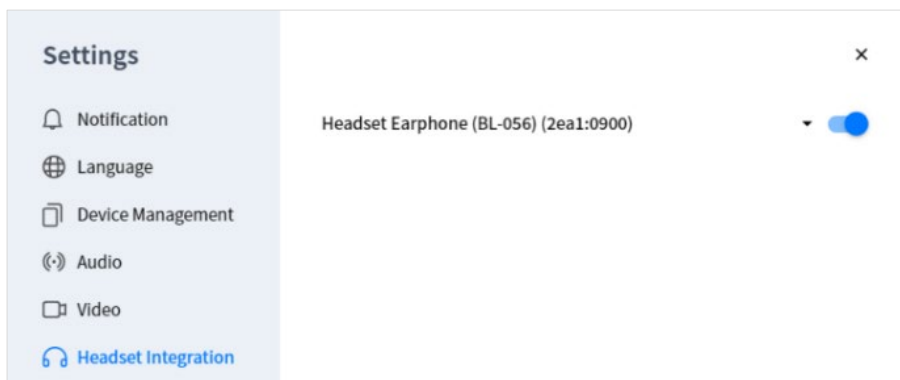 Settings
Notification
Language
Device Management
Audio
Video
Headset Integration
Headset Earphone (BL-056) (2ea1:0900)